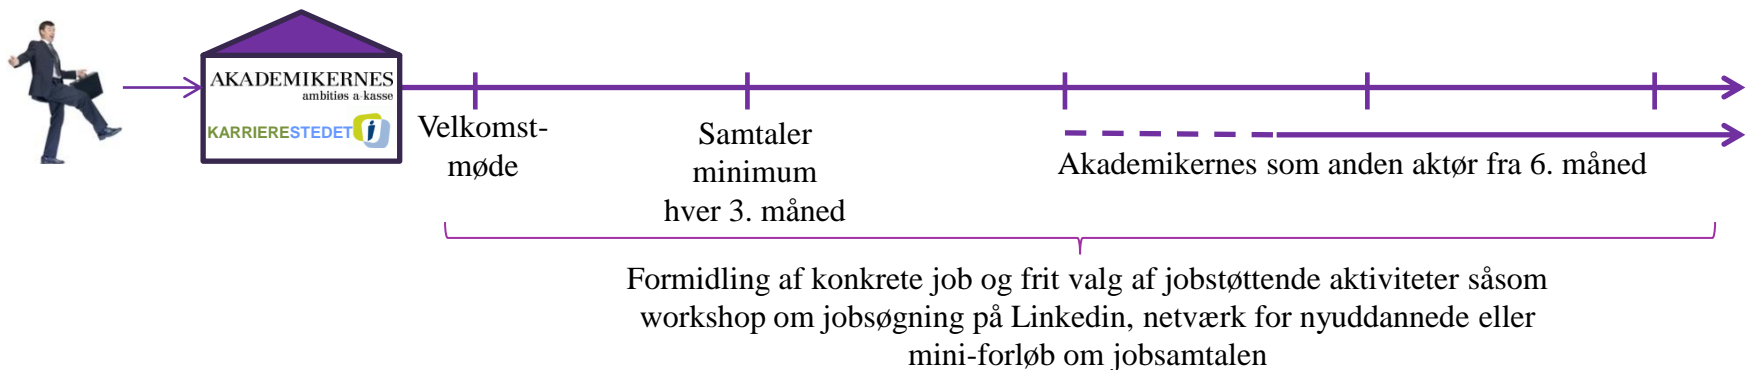 AKADEMIKERNES
ambitiøs a-kasse
KARRIERESTEDET
Velkomst-
møde
Samtaler
minimum
hver 3. måned
Akademikernes som anden aktør fra 6. måned
Formidling af konkrete job og frit valg af jobstøttende aktiviteter såsom
workshop om jobsøgning på Linkedin, netværk for nyuddannede eller
mini-forløb om jobsamtalen